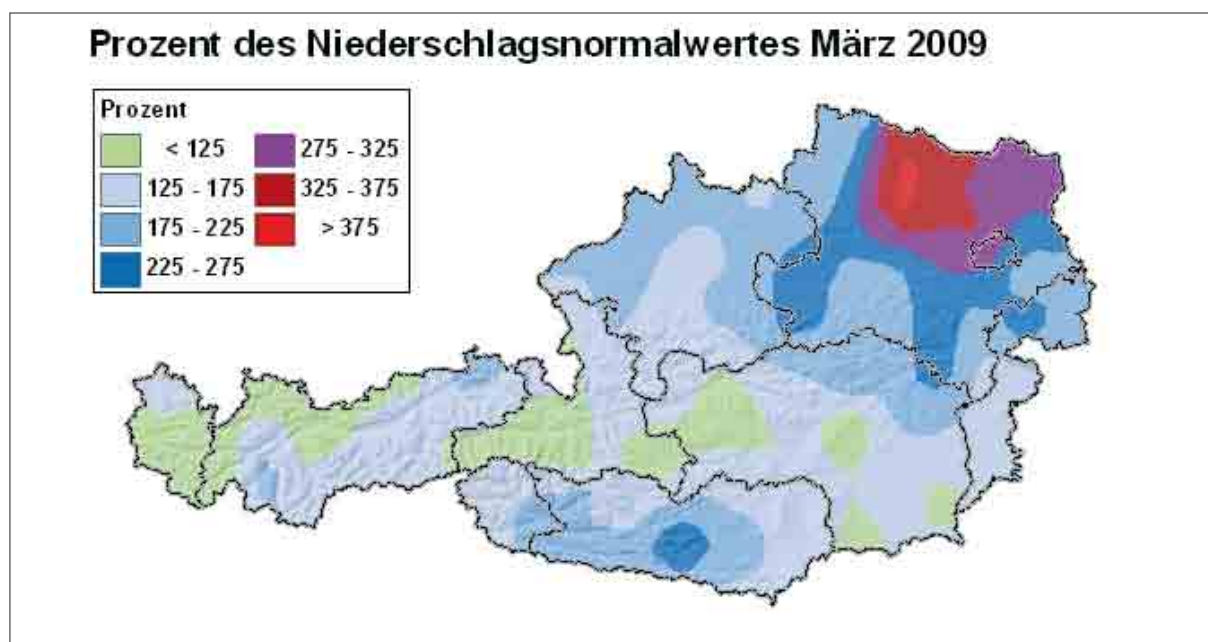 Prozent des Niederschlagsnormalwertes März 2009
Prozent
< 125
125 - 175
175 - 225
225 - 275
275 - 325
325 - 375
> 375